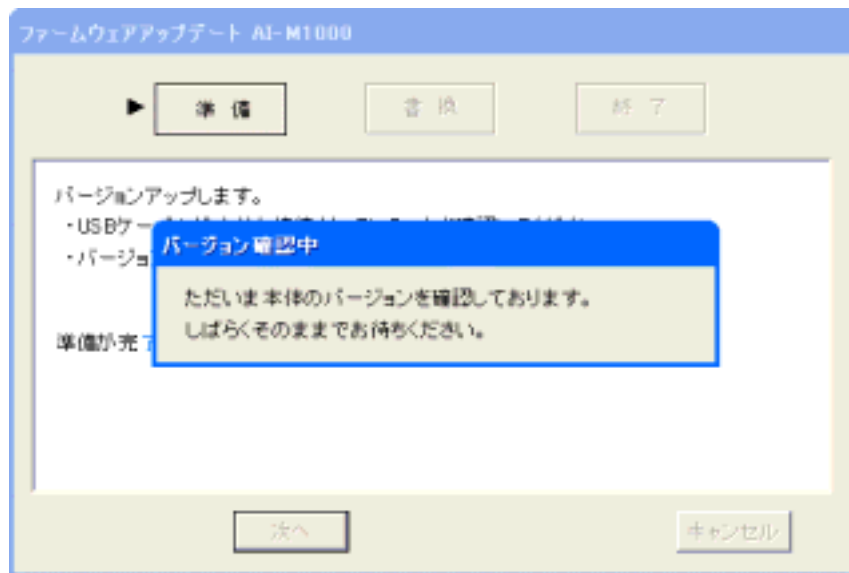 ファームウェアアップデート AI-M1000
準 備
書 換
終 了
バージョンアップします。
・USBケー
・バージョ
バージョン確認中
ただいま本体のバージョンを確認しております。
しばらくそのままでお待ちください。
準備が完了
次へ
キャンセル